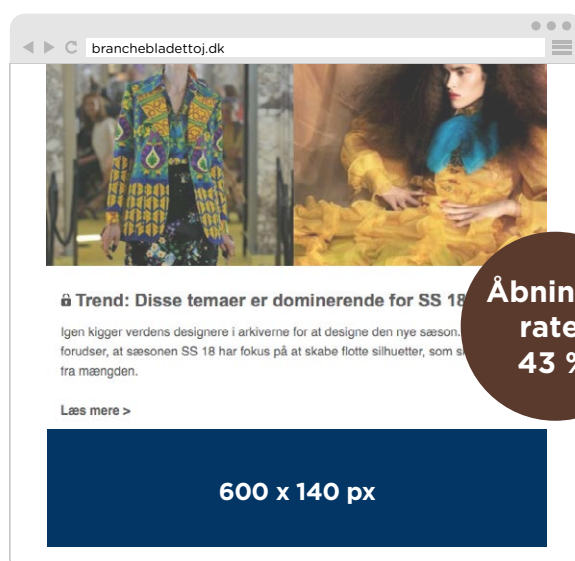 branchebladettoj.dk
Trend: Disse temaer er dominerende for SS 18
Igen kigger verdens designere i arkiverne for at designe den nye sæson.
forudser, at sæsonen SS 18 har fokus på at skabe flotte silhuetter, som
fra mængden.
Læs mere >
43 %
600 x 140 px